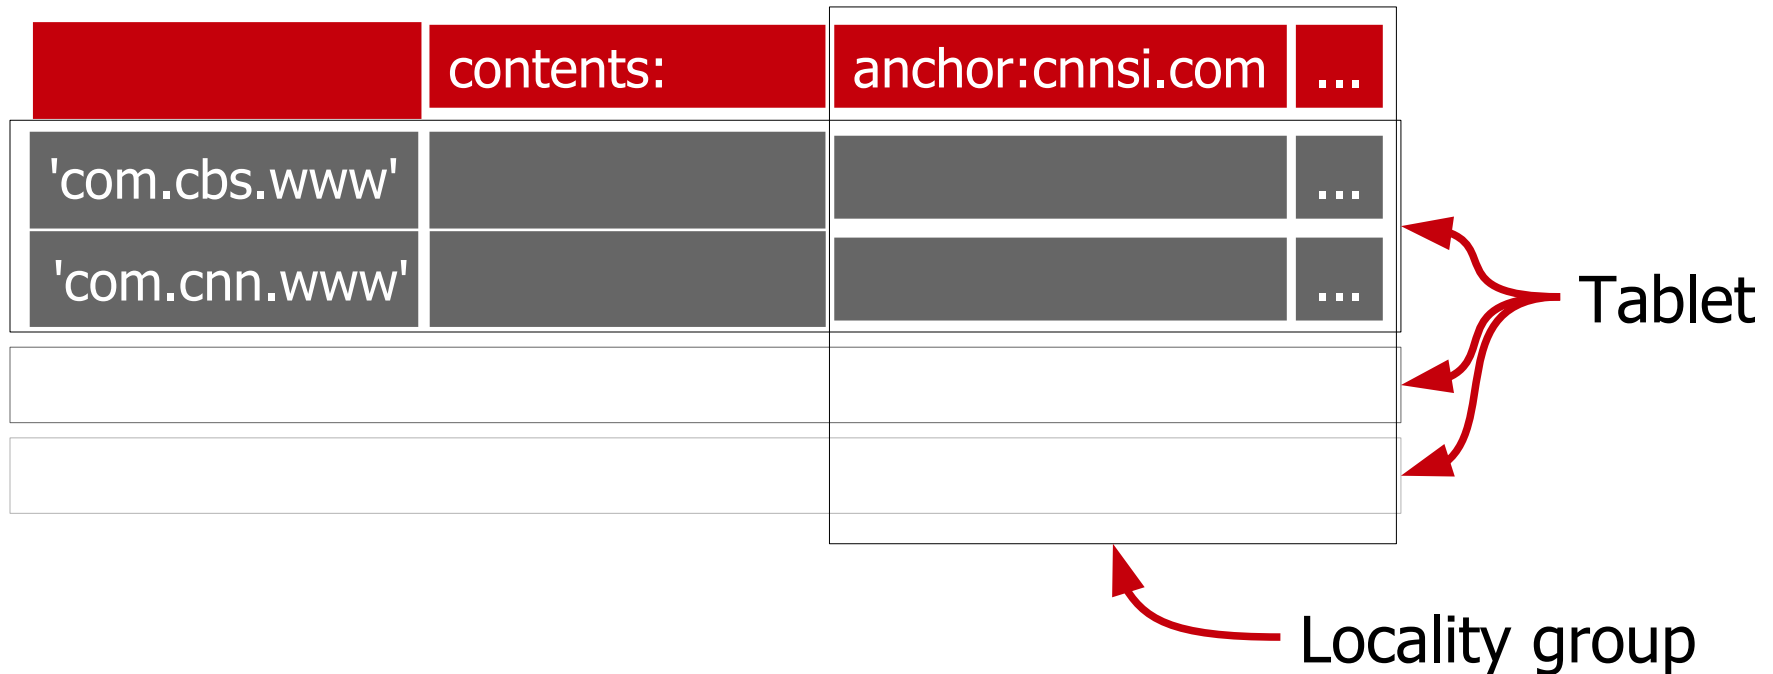 contents: anchor:cnnsi.com ...
'com.cbs.www' ...
'com.cnn.www' ...
Tablet
Locality group